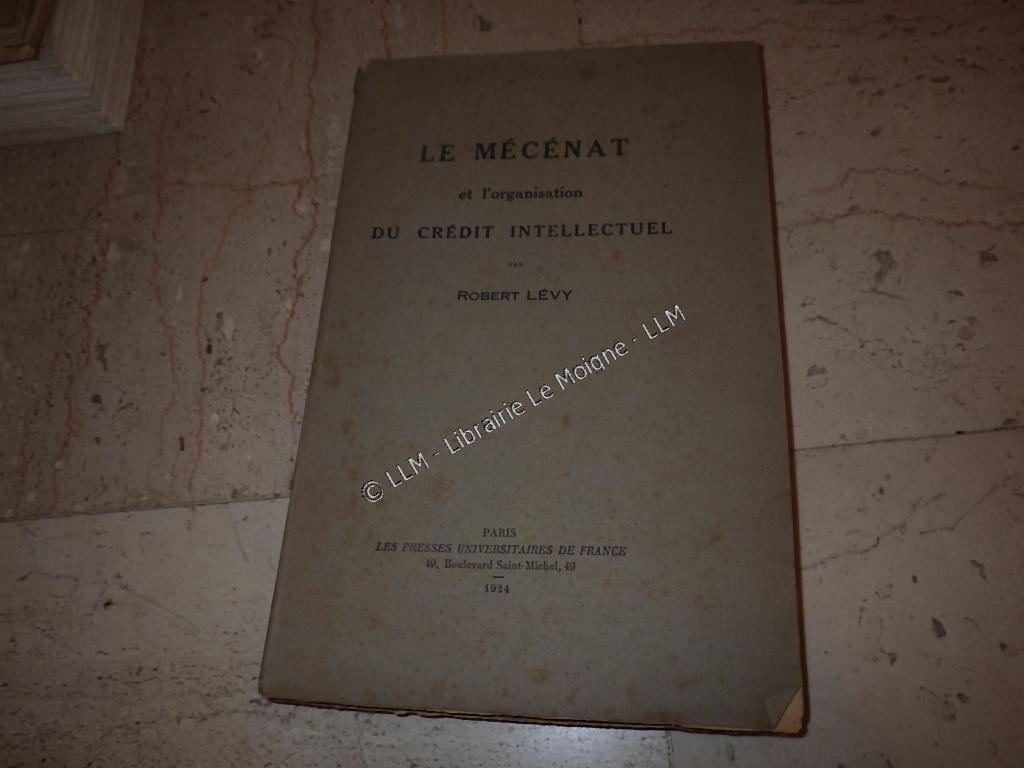 LE MÉCÉNAT
et l'organisation
DU CRÉDIT INTELLECTUEL
PAR
ROBERT LÉVY
© LLM - Librairie Le Moigne - LLM
PARIS
LES PRESSES UNIVERSITAIRES DE FRANCE
49, Boulevard Saint-Michel, 49
1924